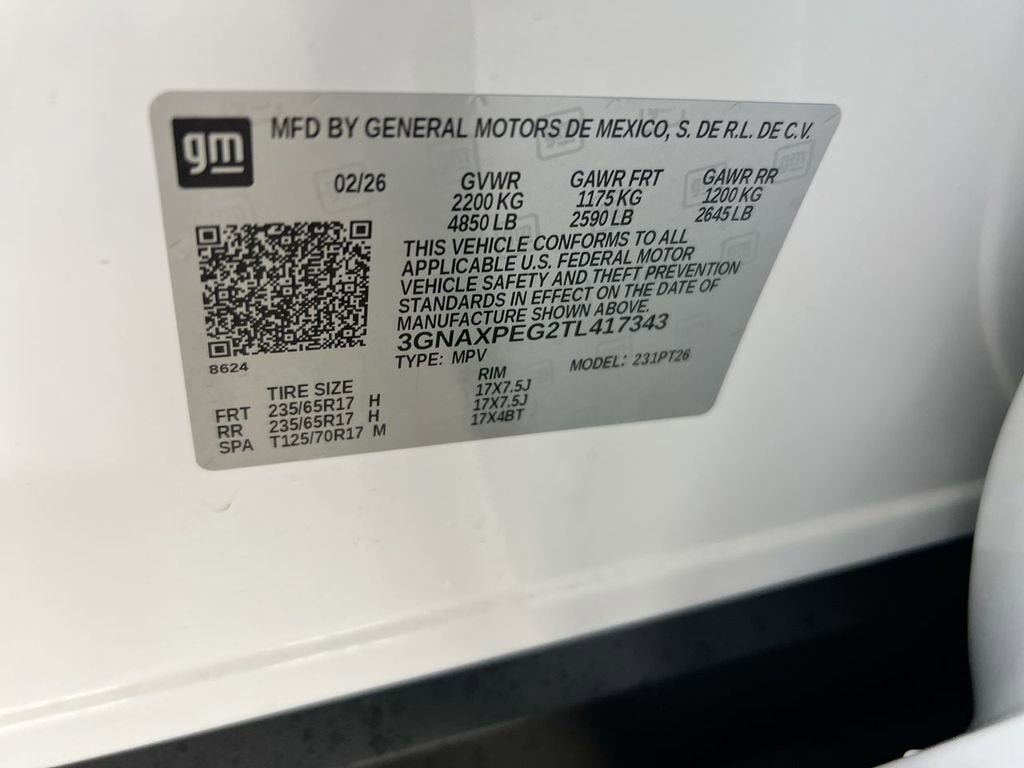 gm
MFD BY GENERAL MOTORS DE MEXICO, S. DE R.L. DE C.V.
02/26 GVWR GAWR FRT GAWR RR
2200 KG 1175 KG 1200 KG
4850 LB 2590 LB 2645 LB
THIS VEHICLE CONFORMS TO ALL
APPLICABLE U.S. FEDERAL MOTOR
VEHICLE SAFETY AND THEFT PREVENTION
STANDARDS IN EFFECT ON THE DATE OF
MANUFACTURE SHOWN ABOVE.
3GNAXPEG2TL417343
TYPE: MPV MODEL: 231PT26
8624
TIRE SIZE RIM
FRT 235/65R17 H 17X7.5J
RR 235/65R17 H 17X7.5J
SPA T125/70R17 M 17X4BT